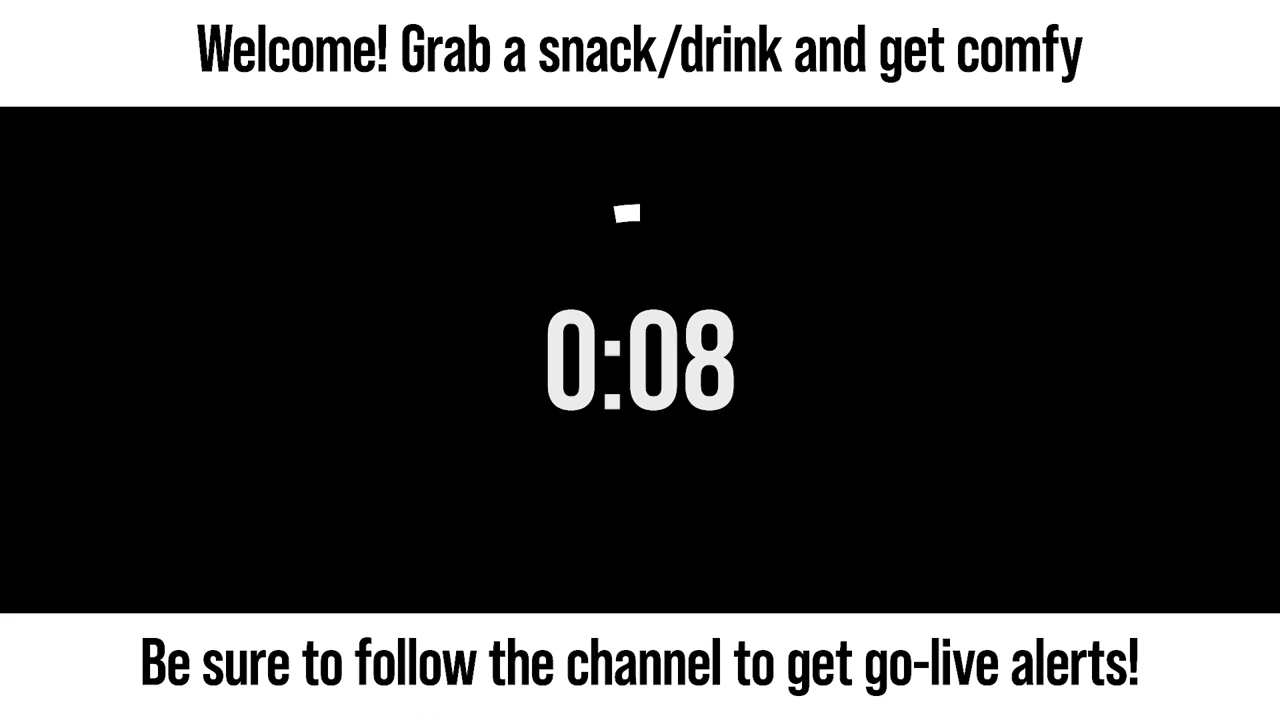 Welcome! Grab a snack/drink and get comfy
0:08
Be sure to follow the channel to get go-live alerts!